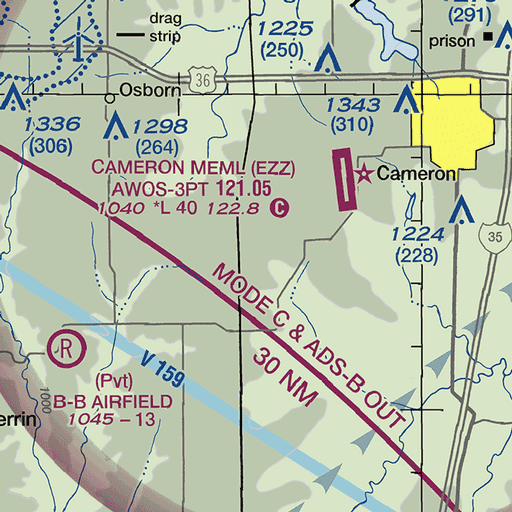 drag
strip
1225
(250)
(291)
prison
36
Osborn
1336
(306)
1298
(264)
1343
(310)
CAMERON MEML (EZZ)
AWOS-3PT 121.05
1040 *L 40 122.8 C
Cameron
1224
(228)
35
MODE C & ADS-B OUT
30 NM
V 159
R
(Pvt)
B-B AIRFIELD
1045 – 13
1000
errin